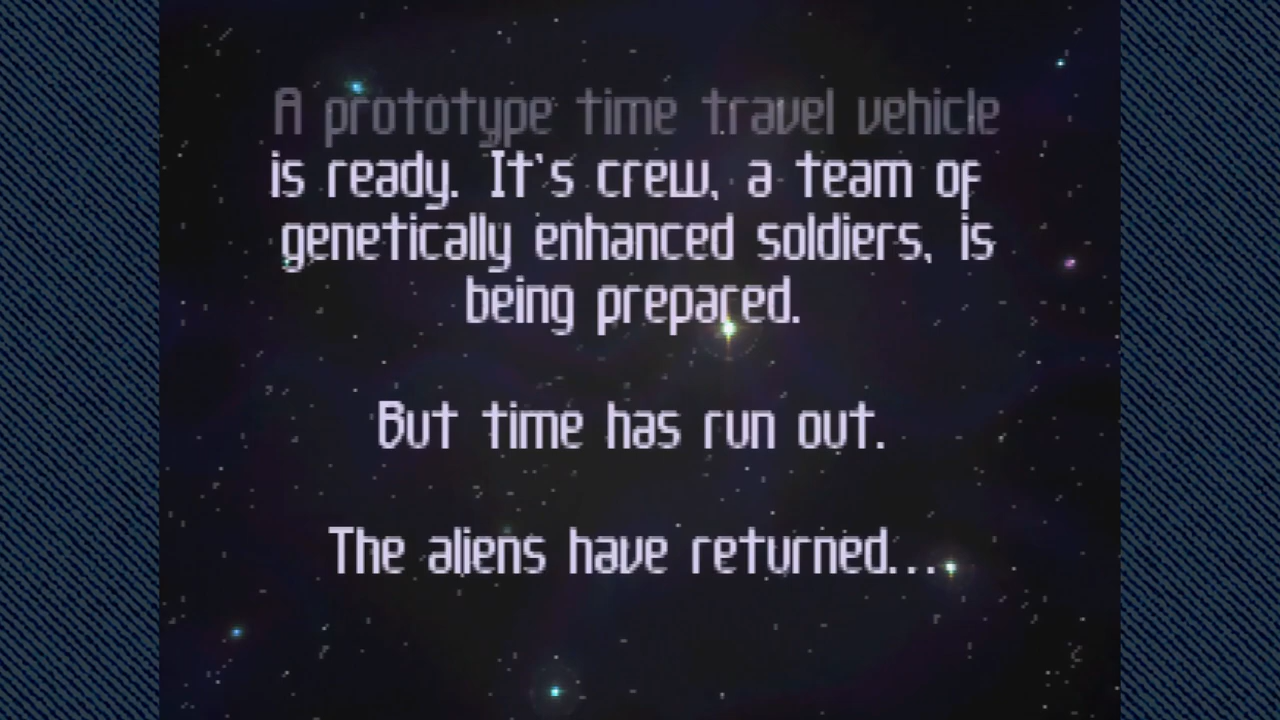 A prototype time travel vehicle
is ready. It's crew, a team of
genetically enhanced soldiers, is
being prepared.
But time has run out.
The aliens have returned...